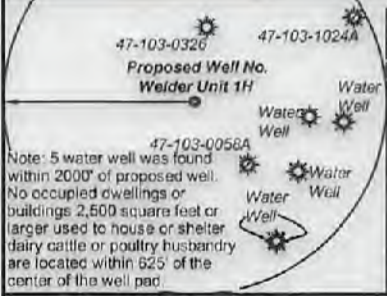 47-103-0326
47-103-1024A
Proposed Well No.
Welder Unit 1H
Water
Well
Water
Well
47-103-0058A
Note: 5 water well was found
within 2000' of proposed well.
No occupied dwellings or
buildings 2,500 square feet or
larger used to house or shelter
dairy cattle or poultry husbandry
are located within 625' of the
center of the well pad.
Water
Well
Water
Well